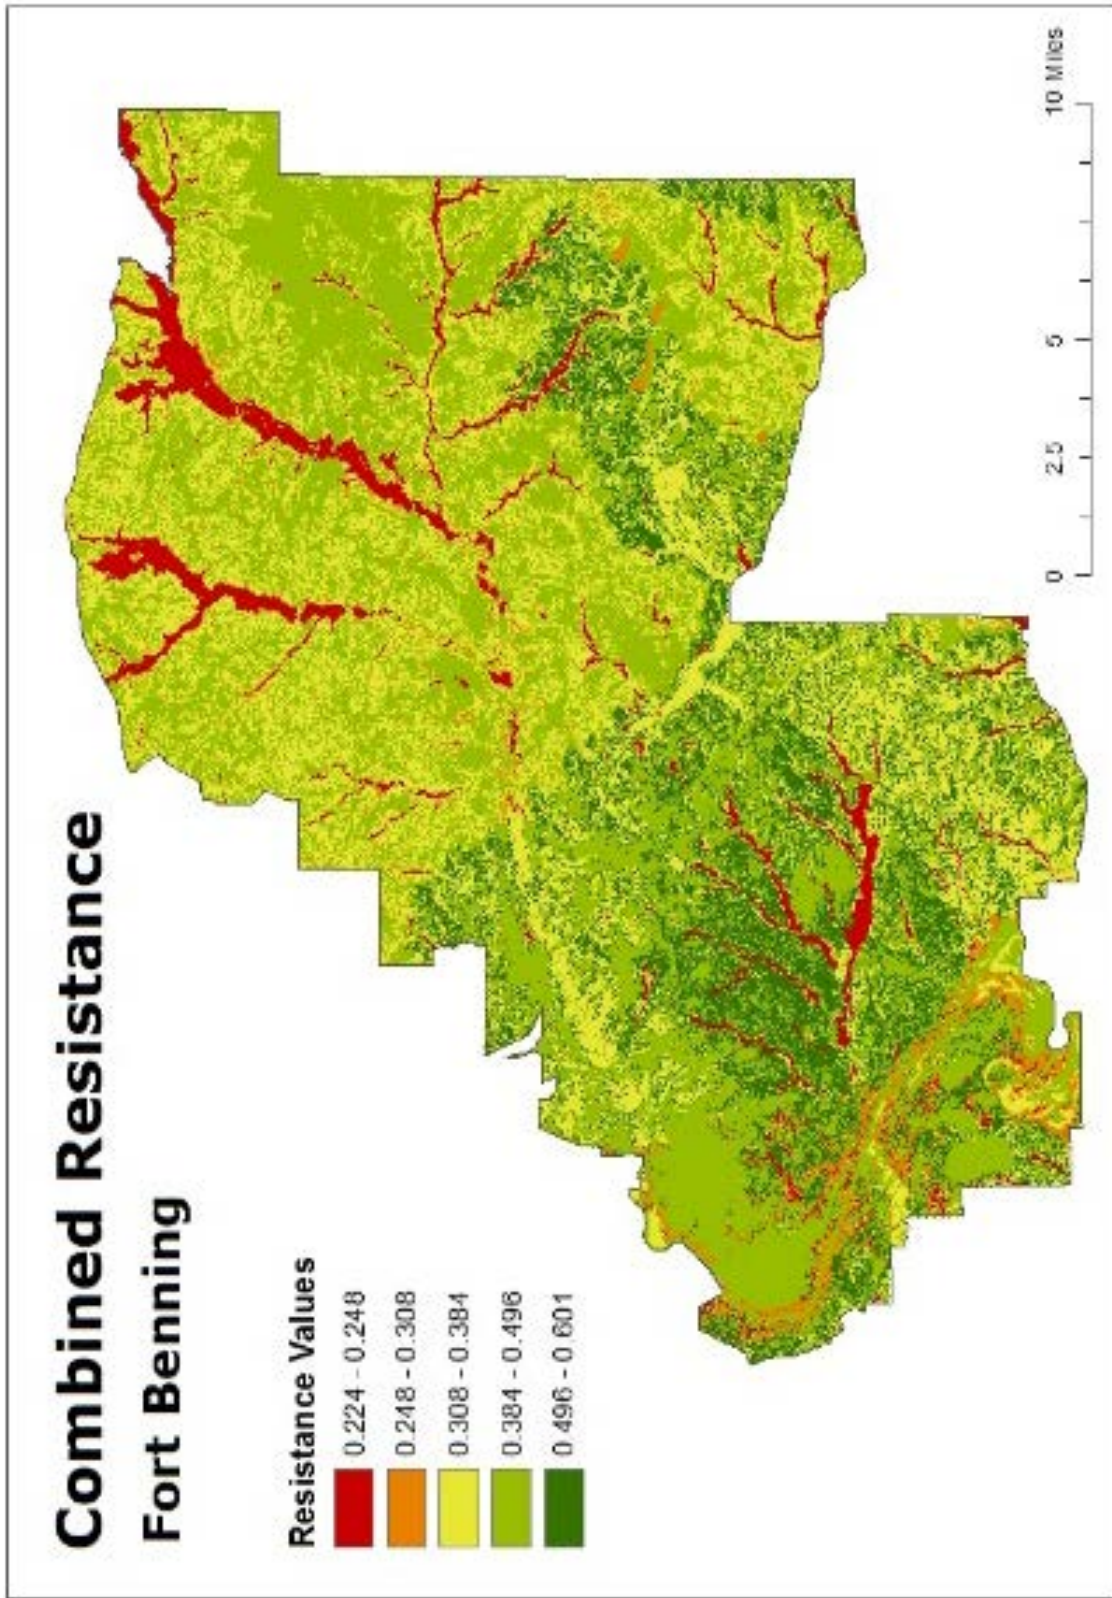 Combined Resistance
Fort Benning
Resistance Values
0.224 - 0.248
0.248 - 0.308
0.308 - 0.384
0.384 - 0.496
0.496 - 0.601
0 2.5 5 10 Miles